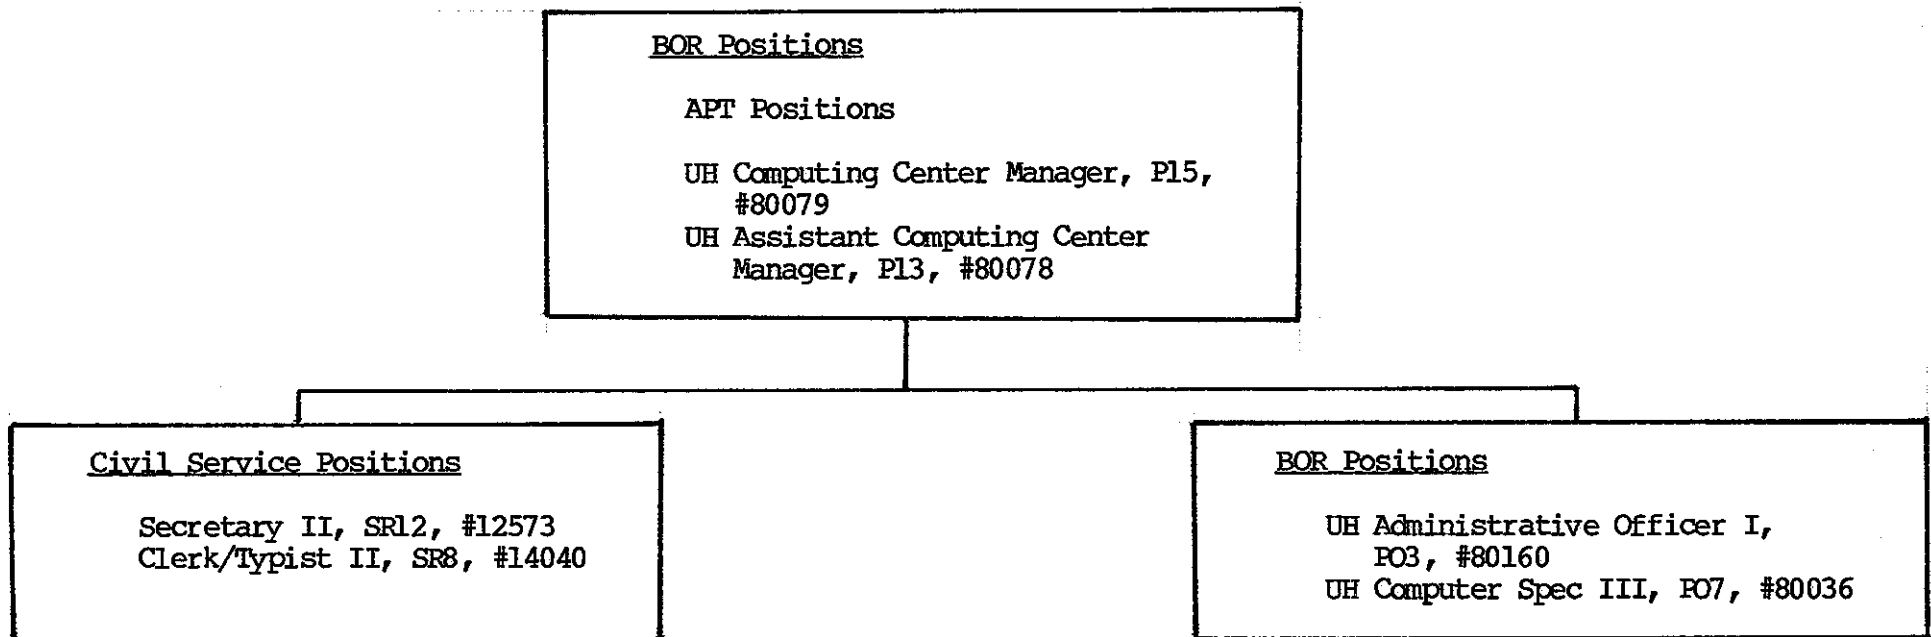 BOR Positions
APT Positions
UH Computing Center Manager, P15,
#80079
UH Assistant Computing Center
Manager, P13, #80078
Civil Service Positions
Secretary II, SR12, #12573
Clerk/Typist II, SR8, #14040
BOR Positions
UH Administrative Officer I,
PO3, #80160
UH Computer Spec III, PO7, #80036